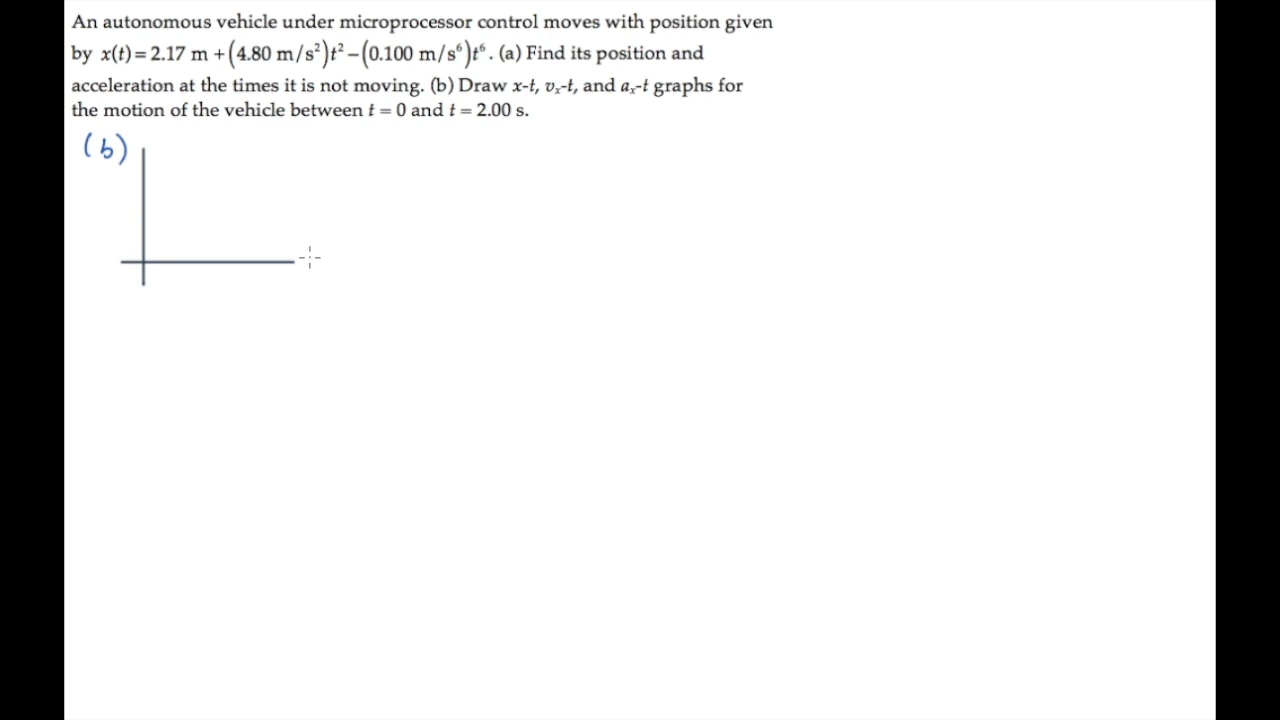 An autonomous vehicle under microprocessor control moves with position given
by x(t) = 2.17 m + (4.80 m/s²)t² – (0.100 m/s⁶)t⁶. (a) Find its position and
acceleration at the times it is not moving. (b) Draw x-t, vₓ-t, and aₓ-t graphs for
the motion of the vehicle between t = 0 and t = 2.00 s.
(b)